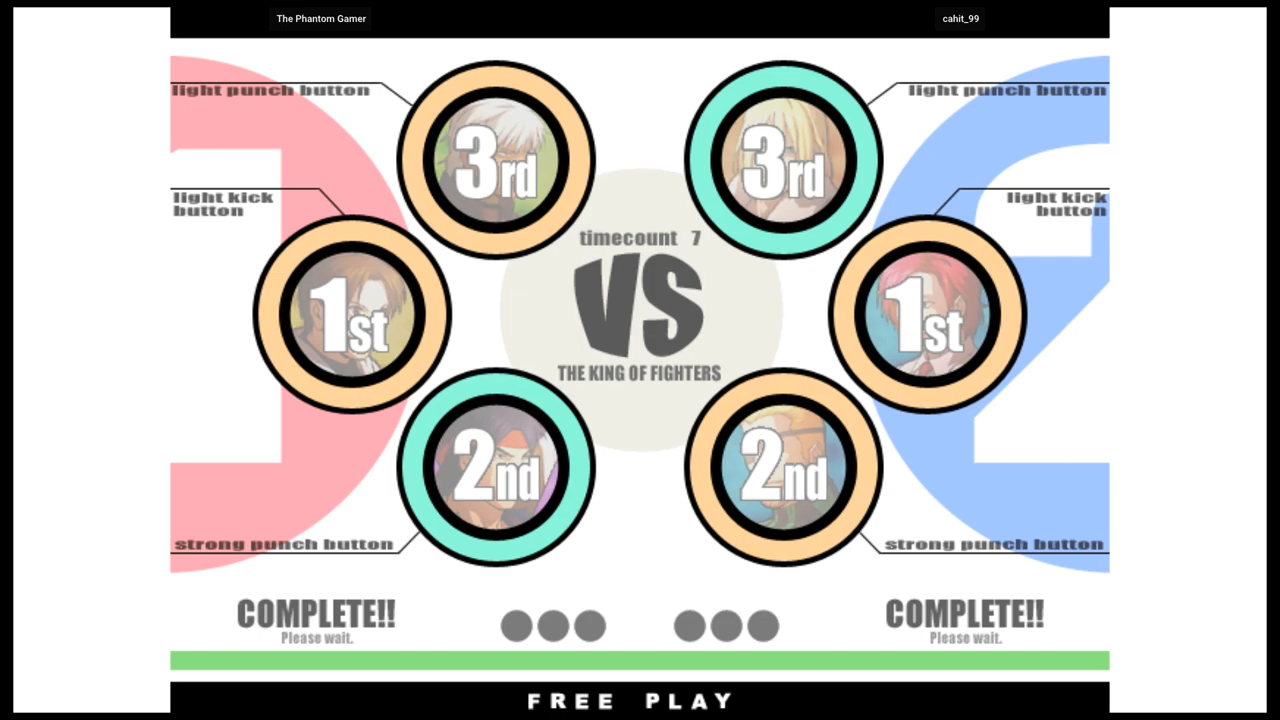 The Phantom Gamer
cahit_99
light punch button
light punch button
3rd
3rd
light kick
button
light kick
button
timecount 7
VS
THE KING OF FIGHTERS
1st
1st
2nd
2nd
strong punch button
strong punch button
COMPLETE!!
Please wait.
COMPLETE!!
Please wait.
FREE PLAY